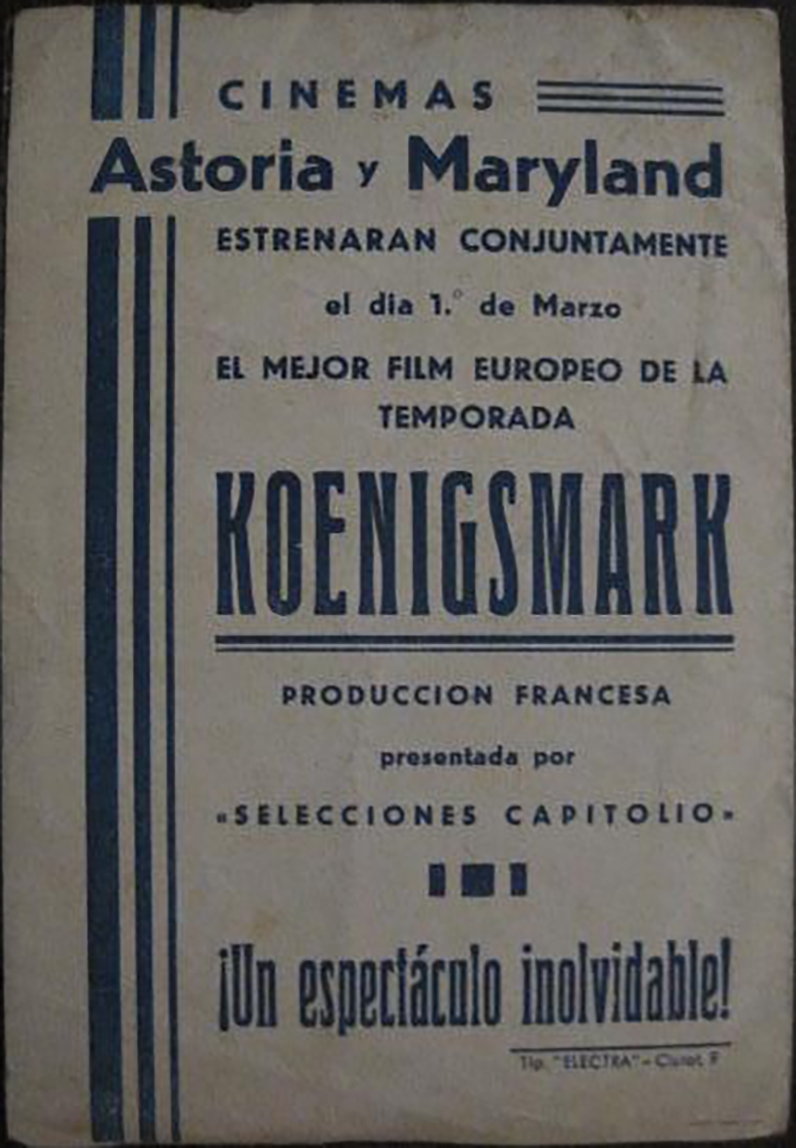 CINEMAS
Astoria y Maryland
ESTRENARAN CONJUNTAMENTE
el dia 1.° de Marzo
EL MEJOR FILM EUROPEO DE LA
TEMPORADA
KOENIGSMARK
PRODUCCION FRANCESA
presentada por
«SELECCIONES CAPITOLIO»
¡Un espectáculo inolvidable!
Tip. "ELECTRA" -